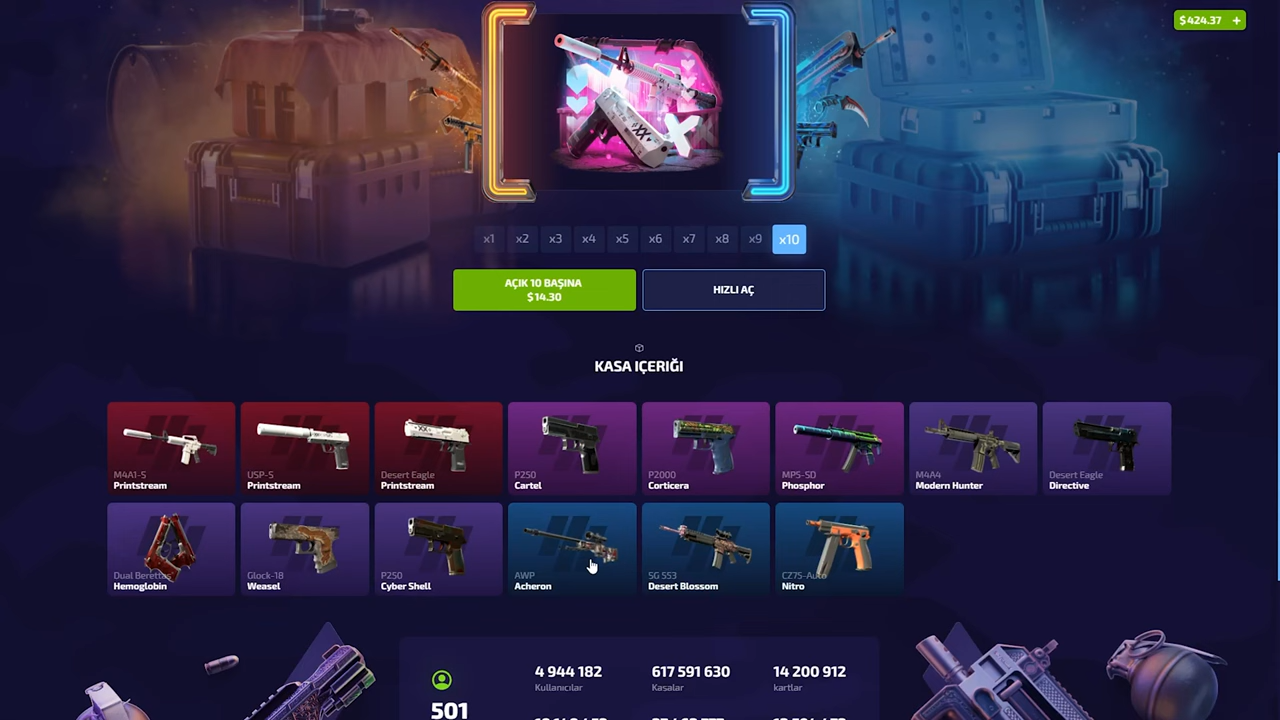 $424.37 +
x1 x2 x3 x4 x5 x6 x7 x8 x9 x10
AÇIK 10 BAŞINA
$14.30
HIZLI AÇ
KASA IÇERIĞI
M4A1-S
Printstream
USP-S
Printstream
Desert Eagle
Printstream
P250
Cartel
P2000
Corticera
MP5-SD
Phosphor
M4A4
Modern Hunter
Desert Eagle
Directive
Dual Berettas
Hemoglobin
Glock-18
Weasel
P250
Cyber Shell
AWP
Acheron
SG 553
Desert Blossom
CZ75-Auto
Nitro
4 944 182
Kullanıcılar
617 591 630
Kasalar
14 200 912
kartlar
501